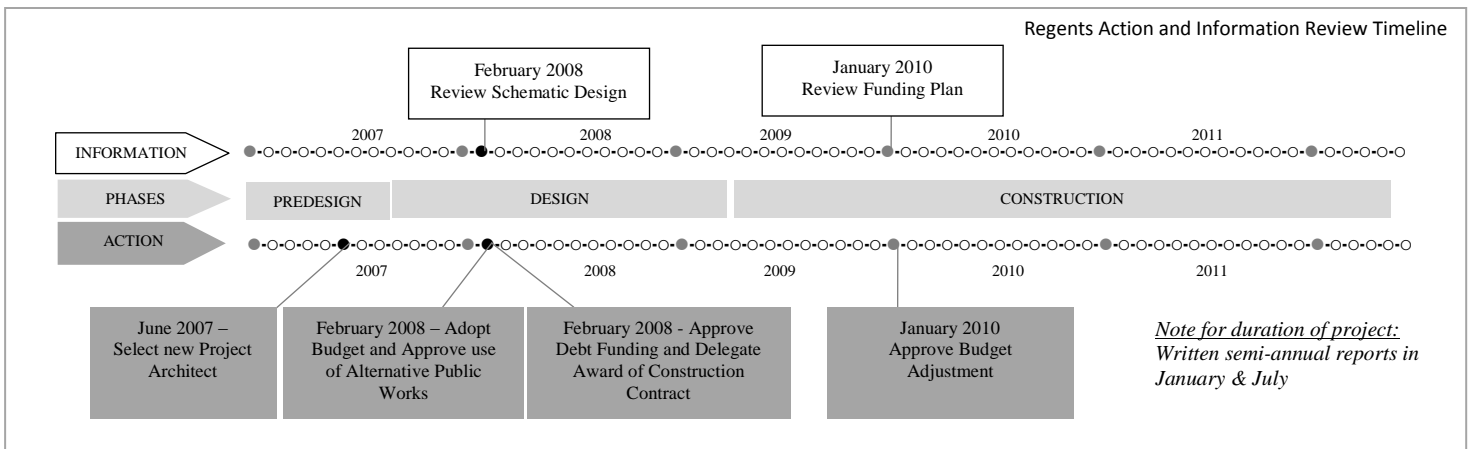 Regents Action and Information Review Timeline
February 2008
Review Schematic Design
January 2010
Review Funding Plan
2007
2008
2009
2010
2011
INFORMATION
PHASES
PREDESIGN
DESIGN
CONSTRUCTION
ACTION
2007
2008
2009
2010
2011
June 2007 –
Select new Project
Architect
February 2008 – Adopt
Budget and Approve use
of Alternative Public
Works
February 2008 - Approve
Debt Funding and Delegate
Award of Construction
Contract
January 2010
Approve Budget
Adjustment
Note for duration of project:
Written semi-annual reports in
January & July